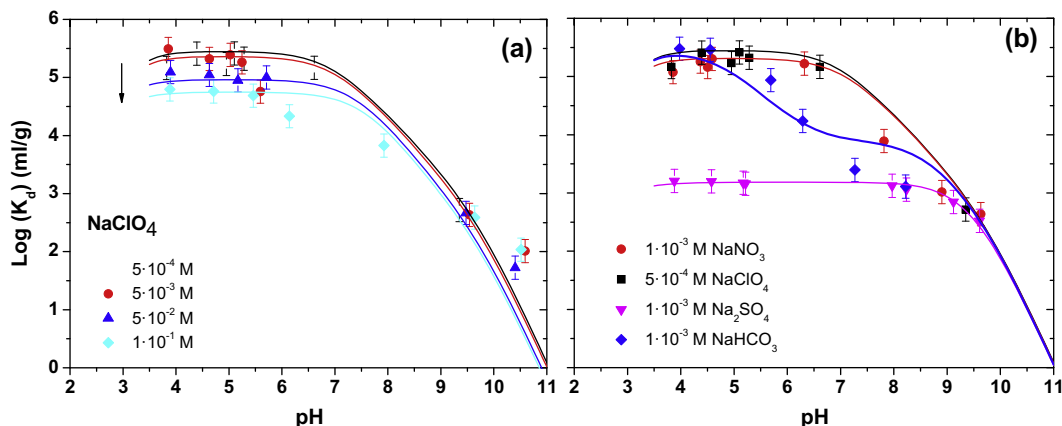 (a)
6
5
4
3
2
1
0
Log (K_d) (ml/g)
NaClO₄
5·10⁻⁴ M
5·10⁻³ M
5·10⁻² M
1·10⁻¹ M
2 3 4 5 6 7 8 9 10 11
pH
(b)
1·10⁻³ M NaNO₃
5·10⁻⁴ M NaClO₄
1·10⁻³ M Na₂SO₄
1·10⁻³ M NaHCO₃
2 3 4 5 6 7 8 9 10 11
pH